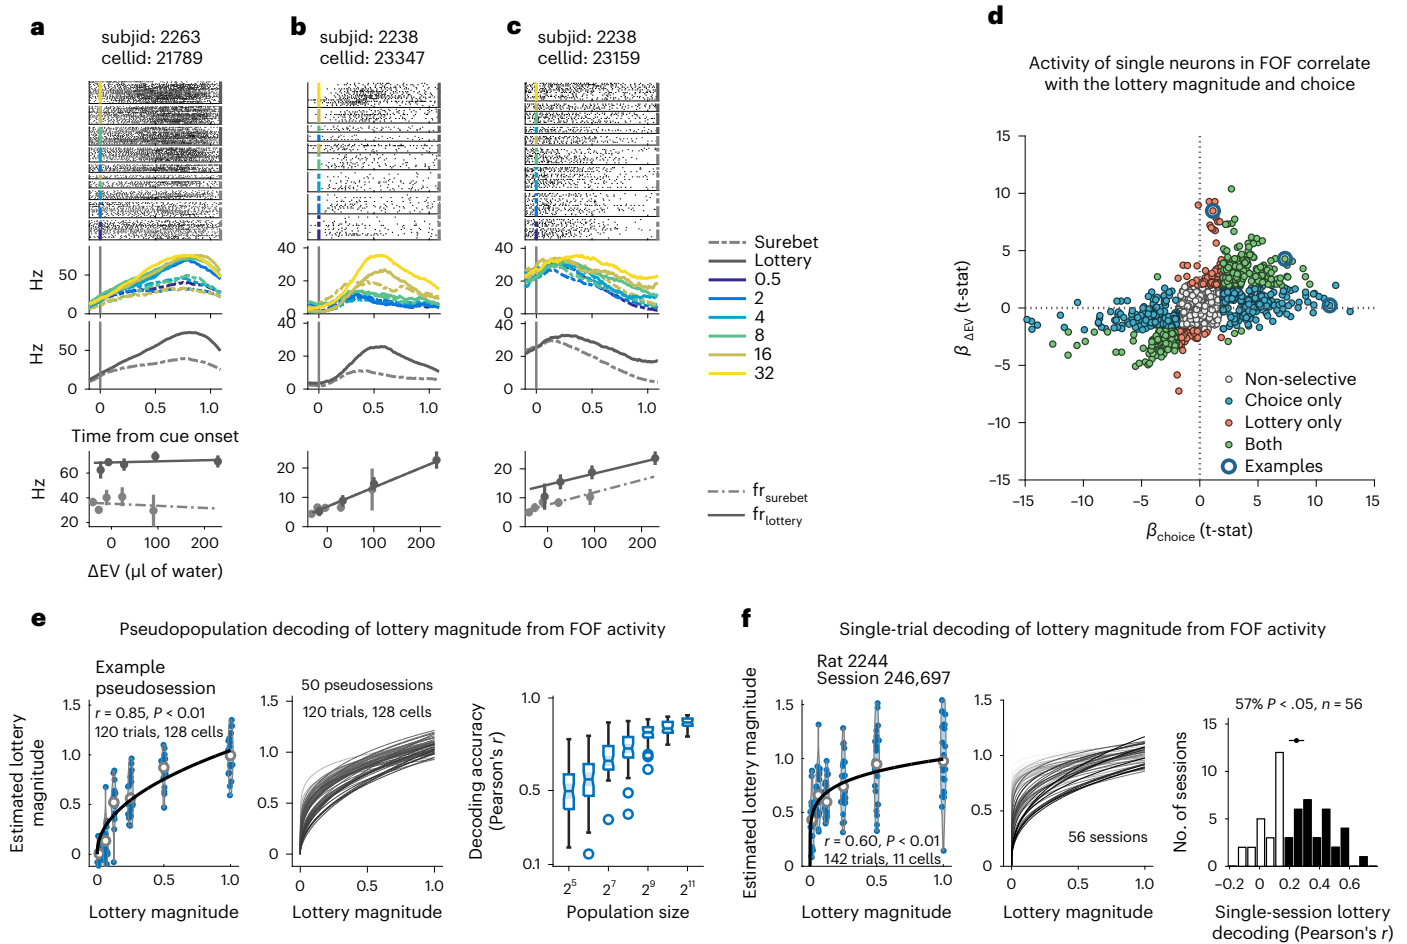 a
subjid: 2263
cellid: 21789
b
subjid: 2238
cellid: 23347
c
subjid: 2238
cellid: 23159
Hz
50
0
40
20
0
40
20
0
Hz
50
0
40
20
0
40
20
0
0 0.5 1.0
0 0.5 1.0
0 0.5 1.0
Time from cue onset
Hz
60
40
20
20
10
0
20
10
0
0 100 200
0 100 200
0 100 200
ΔEV (µl of water)
Surebet
Lottery
0.5
2
4
8
16
32
fr surebet
fr lottery
d
Activity of single neurons in FOF correlate
with the lottery magnitude and choice
β ΔEV (t-stat)
15
10
5
0
−5
−10
−15
−15 −10 −5 0 5 10 15
β choice (t-stat)
Non-selective
Choice only
Lottery only
Both
Examples
e
Pseudopopulation decoding of lottery magnitude from FOF activity
Example
pseudosession
r = 0.85, P < 0.01
120 trials, 128 cells
Estimated lottery
magnitude
1.5
1.0
0.5
0
0 0.5 1.0
Lottery magnitude
50 pseudosessions
120 trials, 128 cells
1.5
1.0
0.5
0
0 0.5 1.0
Lottery magnitude
Decoding accuracy
(Pearson's r)
1.0
0.5
0.1
2⁵ 2⁷ 2⁹ 2¹¹
Population size
f
Single-trial decoding of lottery magnitude from FOF activity
Rat 2244
Session 246,697
Estimated lottery magnitude
1.5
1.0
0.5
0
r = 0.60, P < 0.01
142 trials, 11 cells
0 0.5 1.0
Lottery magnitude
1.5
1.0
0.5
0
56 sessions
0 0.5 1.0
Lottery magnitude
57% P < .05, n = 56
No. of sessions
15
10
5
0
−0.2 0 0.2 0.4 0.6
Single-session lottery
decoding (Pearson's r)